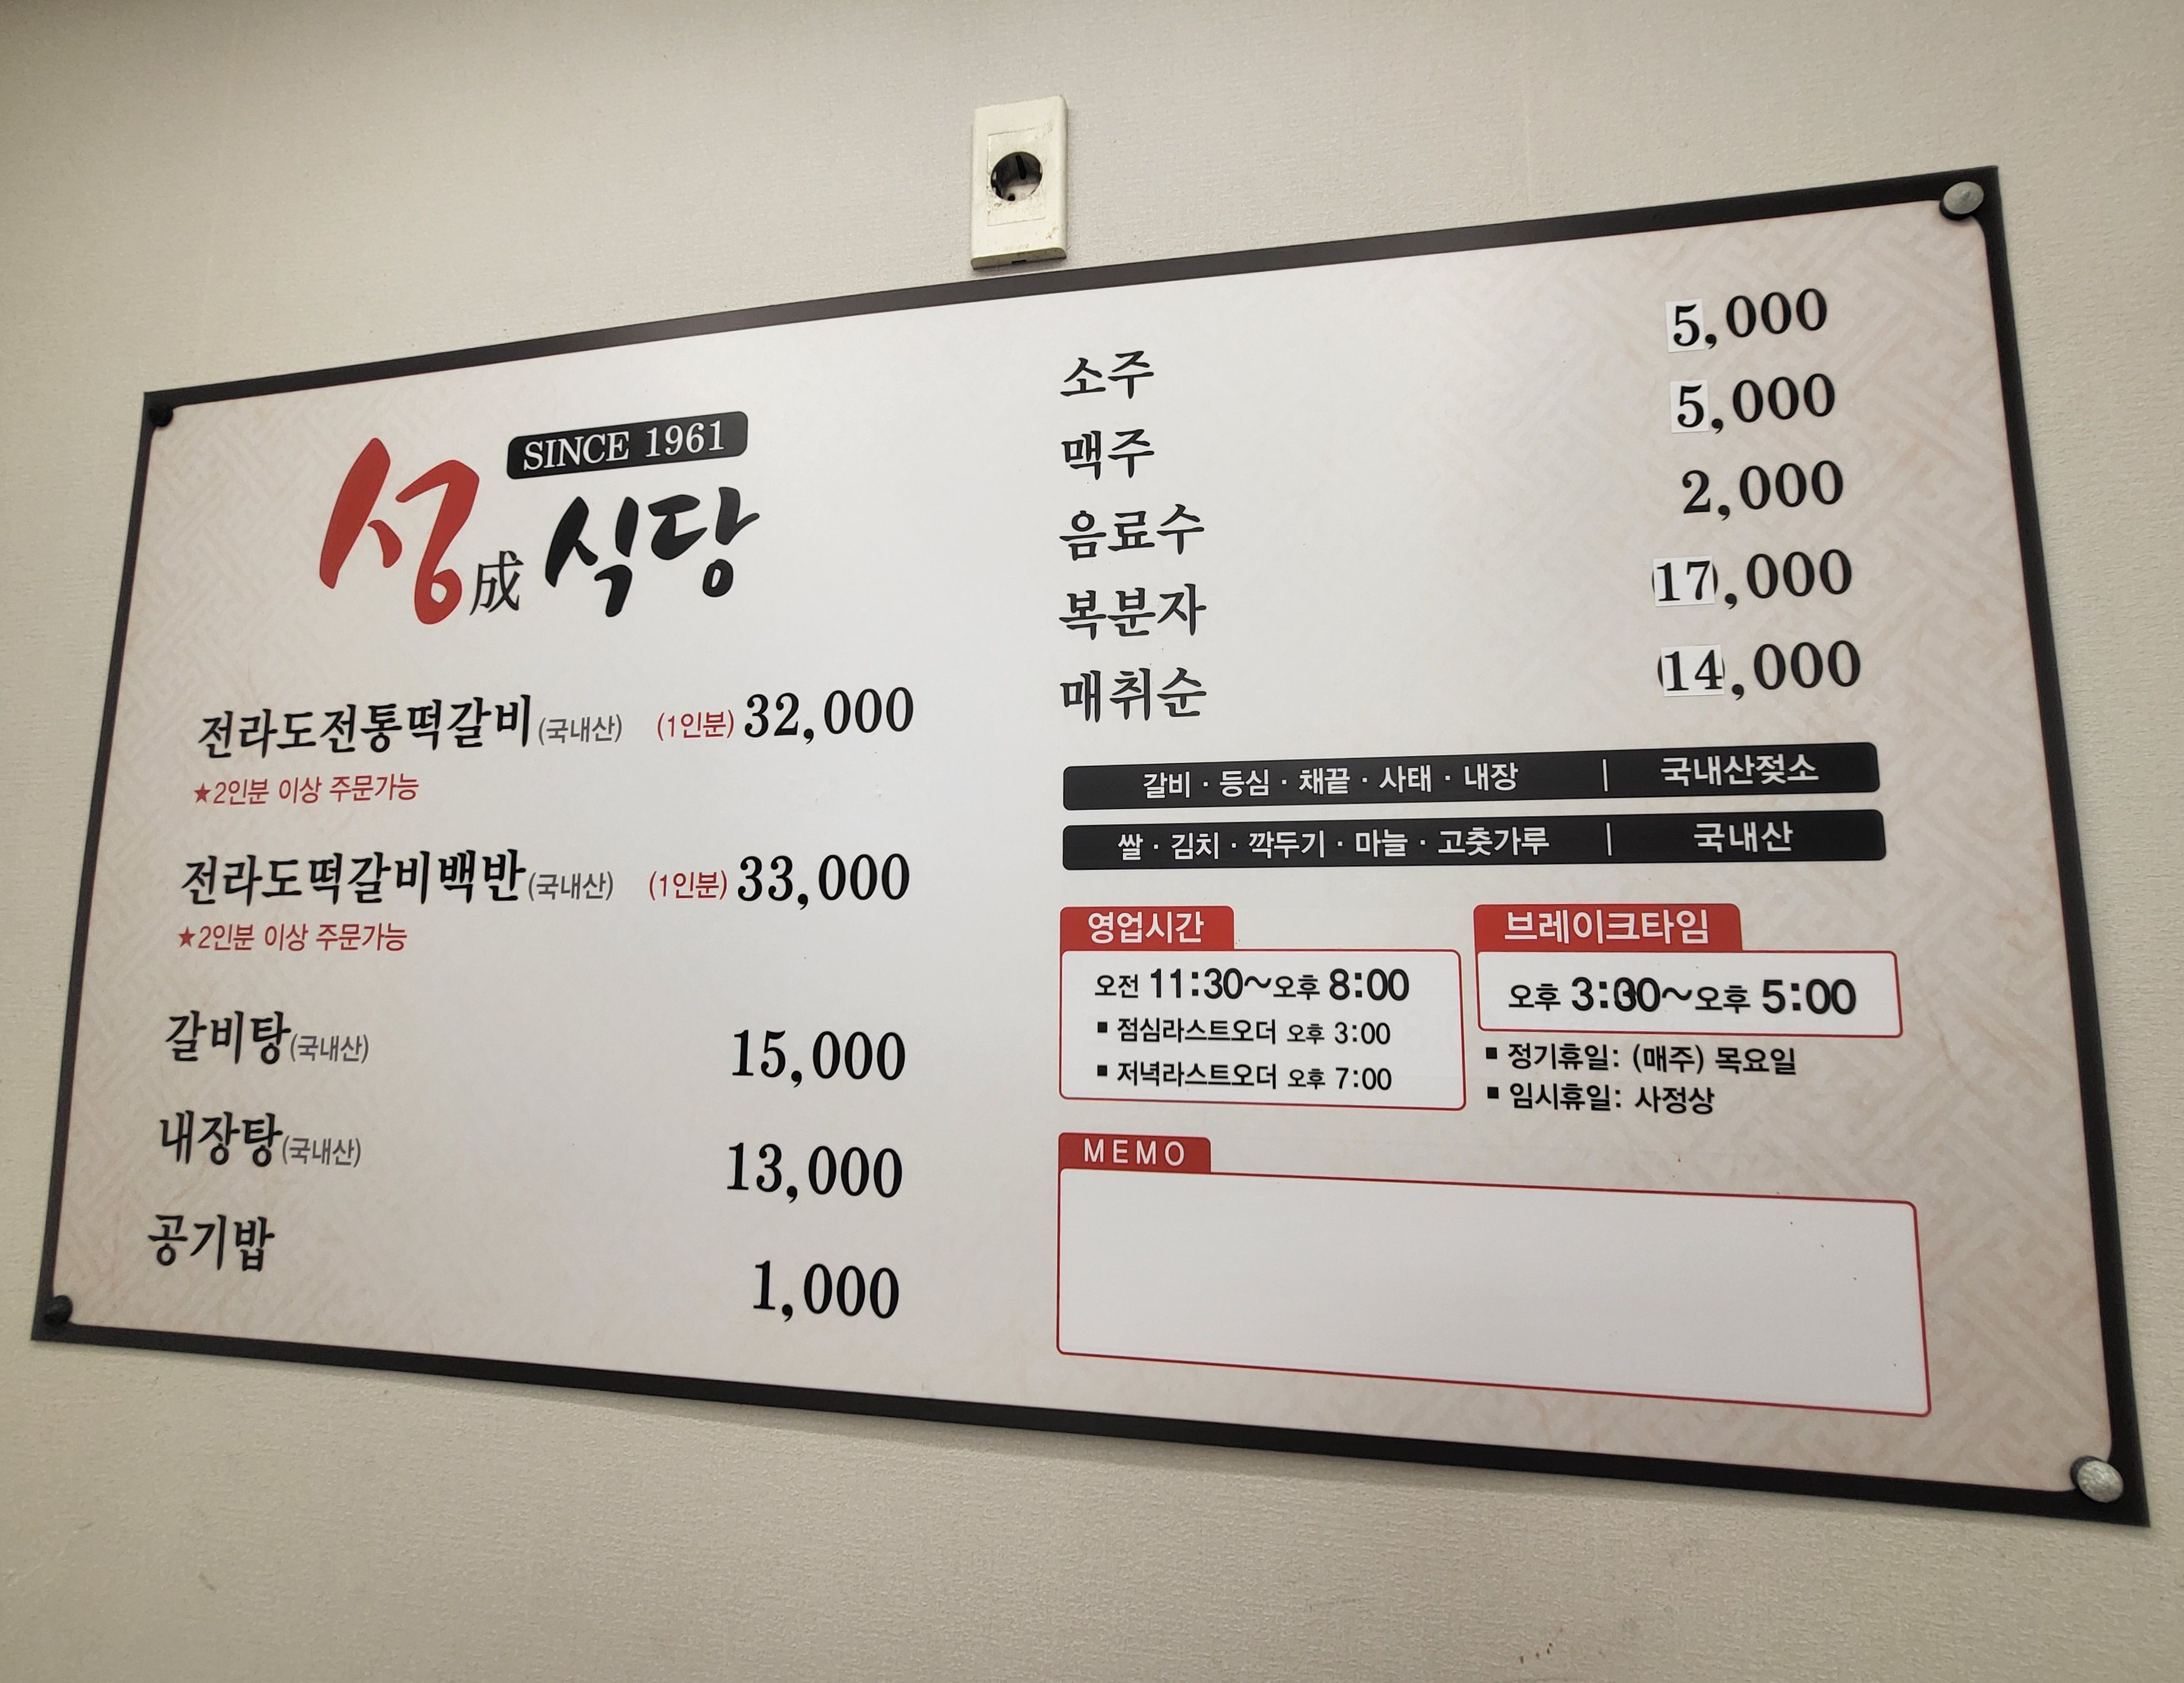 SINCE 1961
성成식당
전라도전통떡갈비(국내산) (1인분) 32,000
★2인분 이상 주문가능
전라도떡갈비백반(국내산) (1인분) 33,000
★2인분 이상 주문가능
갈비탕(국내산) 15,000
내장탕(국내산) 13,000
공기밥 1,000
소주 5,000
맥주 5,000
음료수 2,000
복분자 17,000
매취순 14,000
갈비 · 등심 · 채끝 · 사태 · 내장 | 국내산젖소
쌀 · 김치 · 깍두기 · 마늘 · 고춧가루 | 국내산
영업시간
오전 11:30~오후 8:00
▪ 점심라스트오더 오후 3:00
▪ 저녁라스트오더 오후 7:00
브레이크타임
오후 3:30~오후 5:00
▪ 정기휴일: (매주) 목요일
▪ 임시휴일: 사정상
MEMO